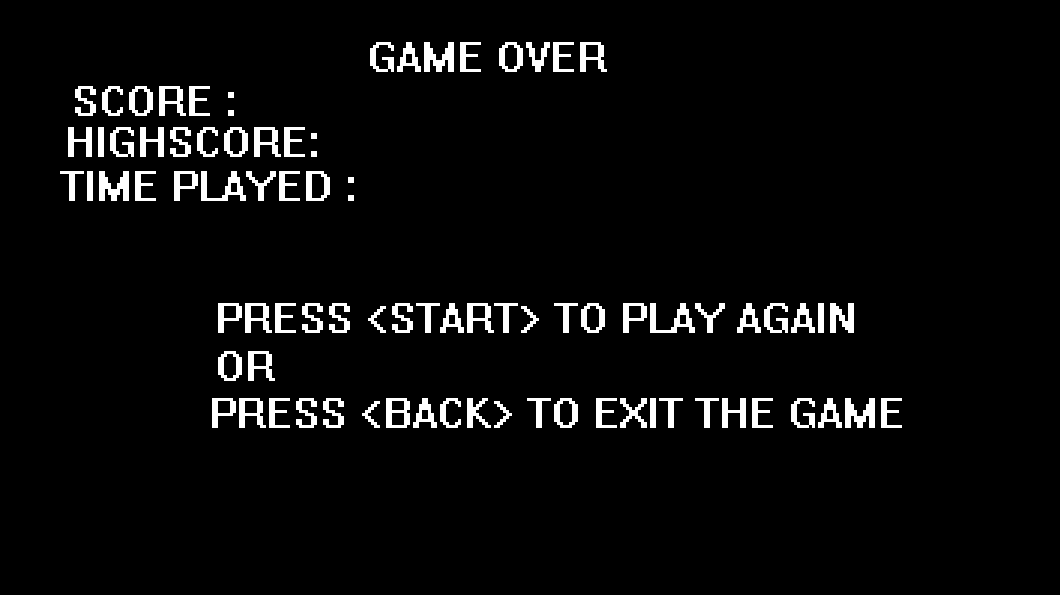 GAME OVER
SCORE :
HIGHSCORE:
TIME PLAYED :
PRESS <START> TO PLAY AGAIN
OR
PRESS <BACK> TO EXIT THE GAME